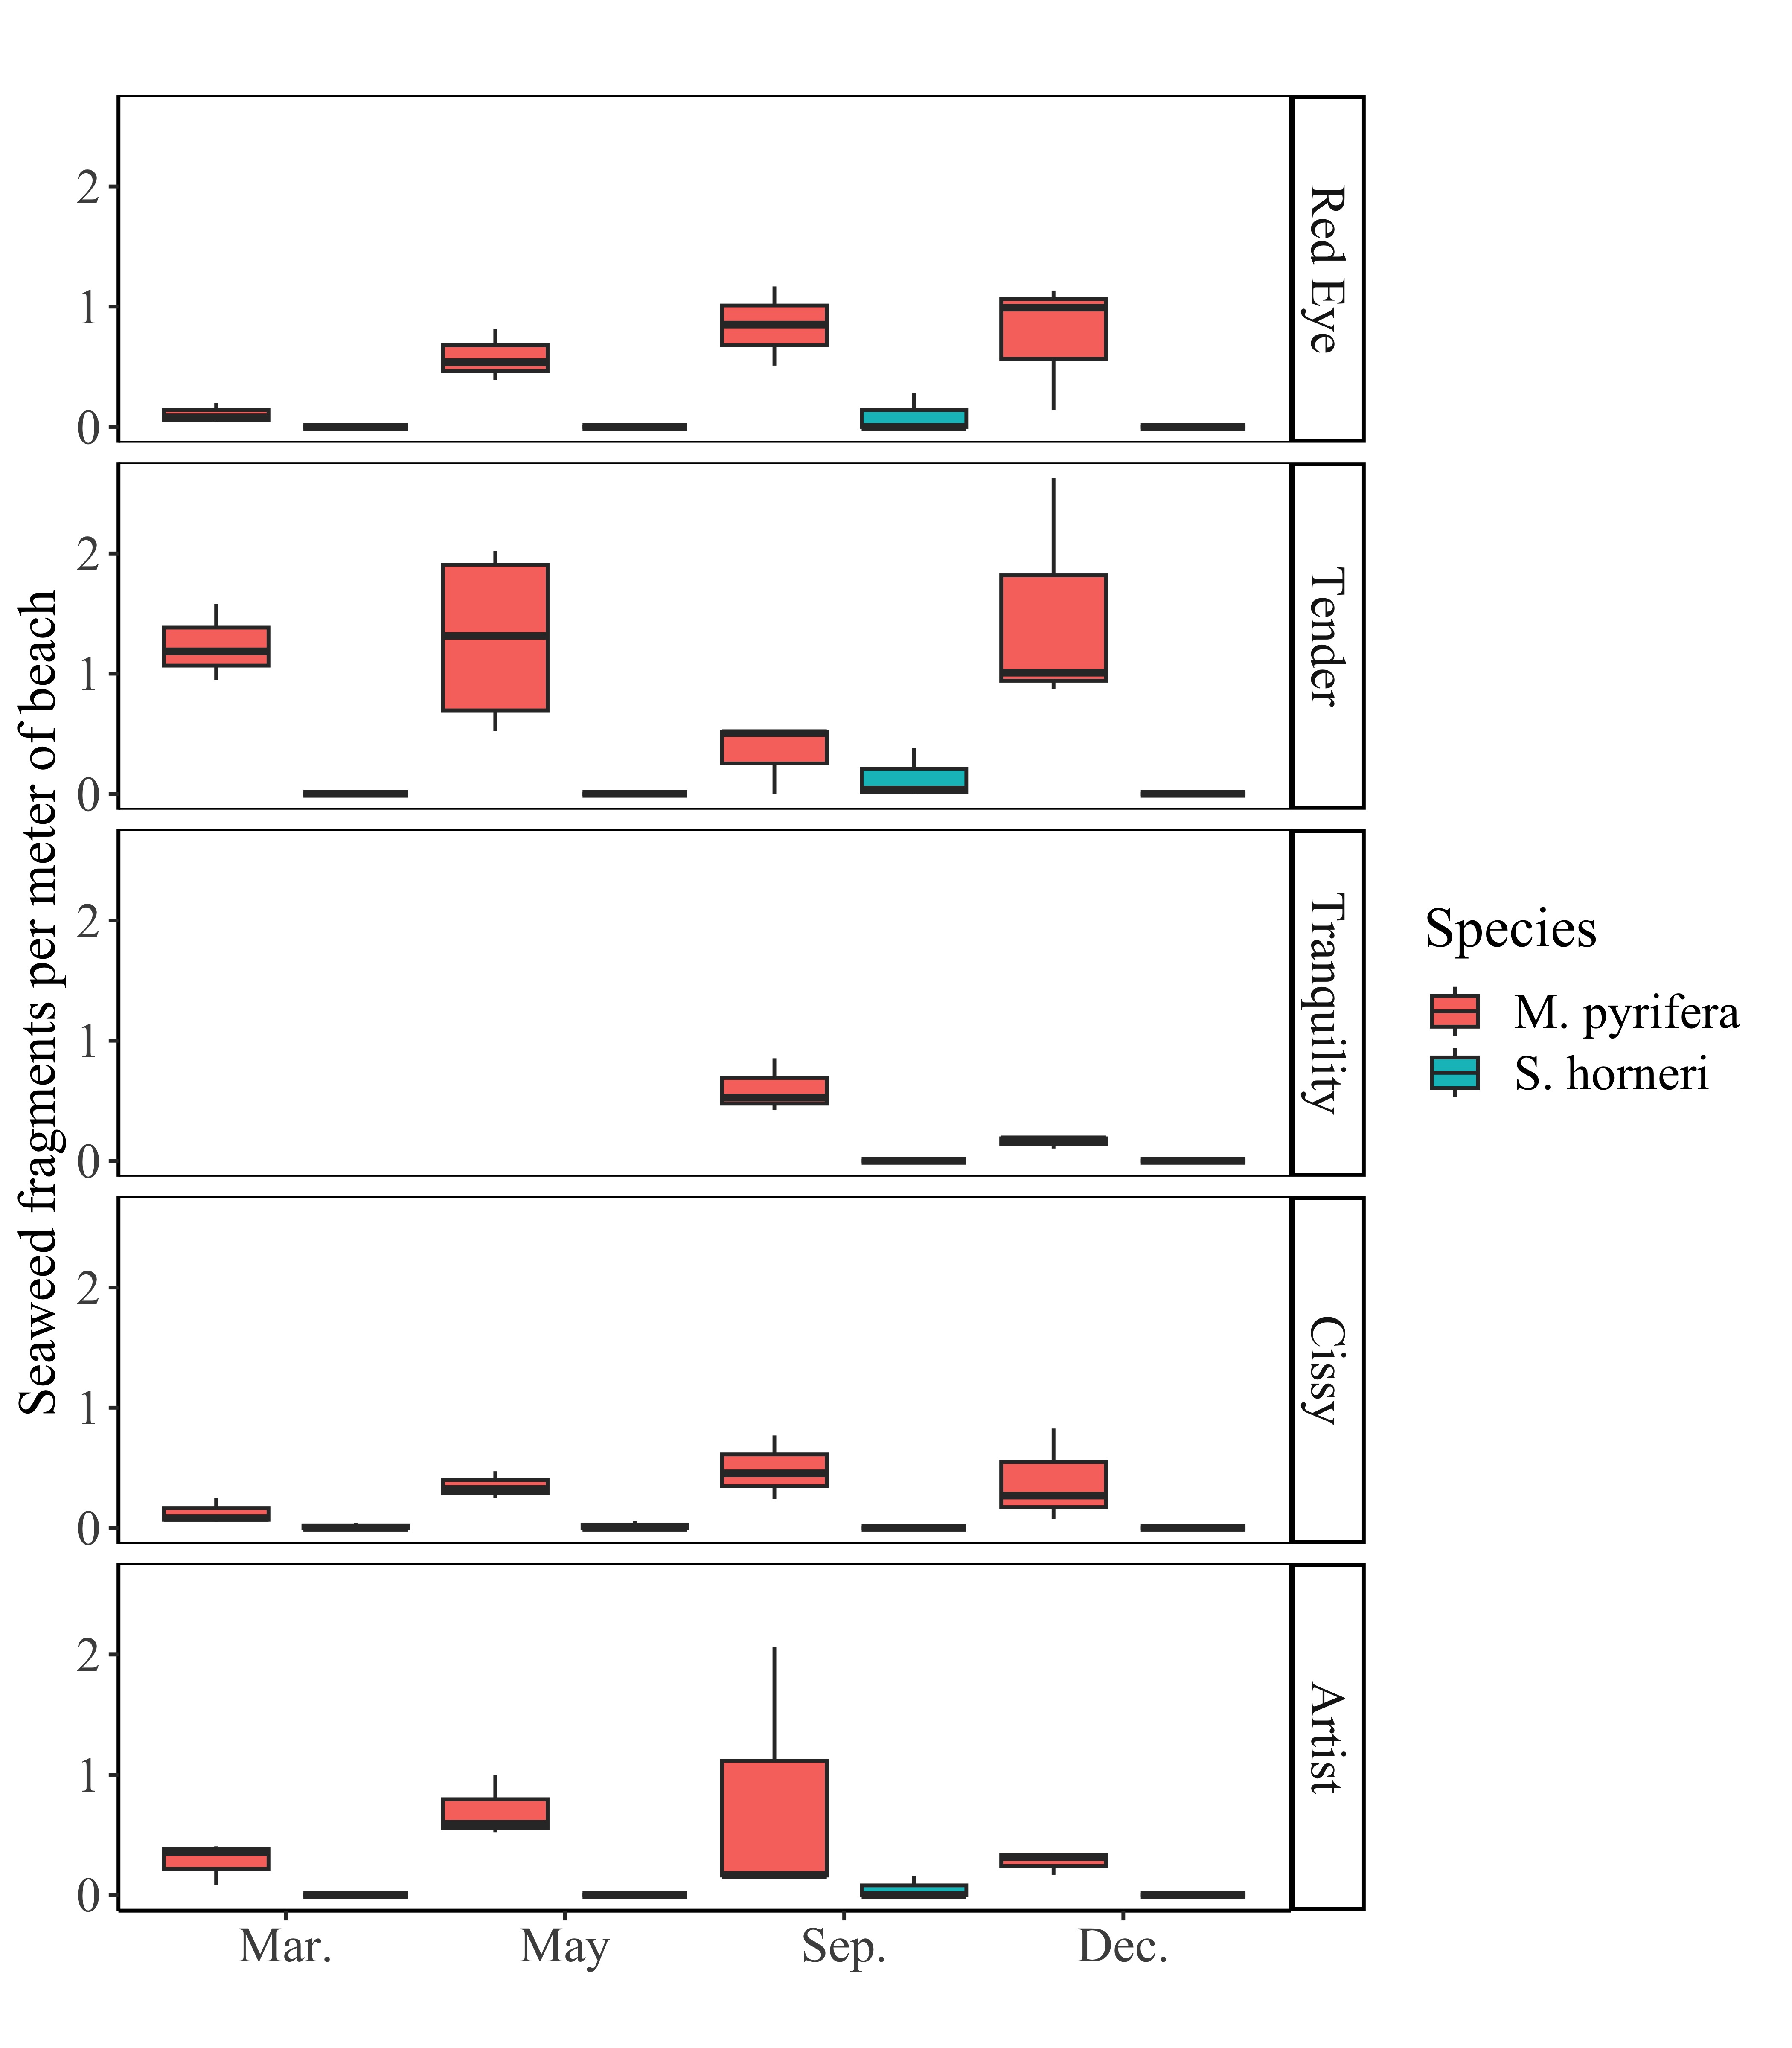 Seaweed fragments per meter of beach
2
1
0
Red Eye
2
1
0
Tender
2
1
0
Tranquility
2
1
0
Cissy
2
1
0
Artist
Mar. May Sep. Dec.
Species
M. pyrifera
S. horneri